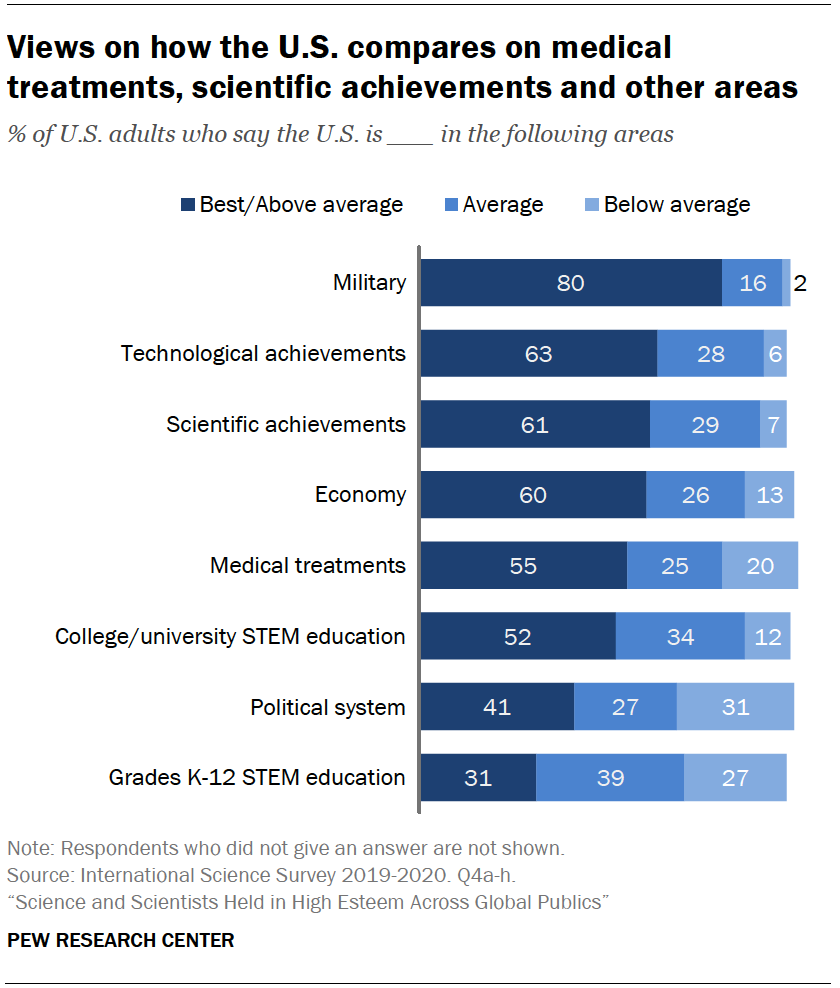 Views on how the U.S. compares on medical
treatments, scientific achievements and other areas
% of U.S. adults who say the U.S. is ___ in the following areas
Best/Above average Average Below average
Military 80 16 2
Technological achievements 63 28 6
Scientific achievements 61 29 7
Economy 60 26 13
Medical treatments 55 25 20
College/university STEM education 52 34 12
Political system 41 27 31
Grades K-12 STEM education 31 39 27
Note: Respondents who did not give an answer are not shown.
Source: International Science Survey 2019-2020. Q4a-h.
“Science and Scientists Held in High Esteem Across Global Publics”
PEW RESEARCH CENTER